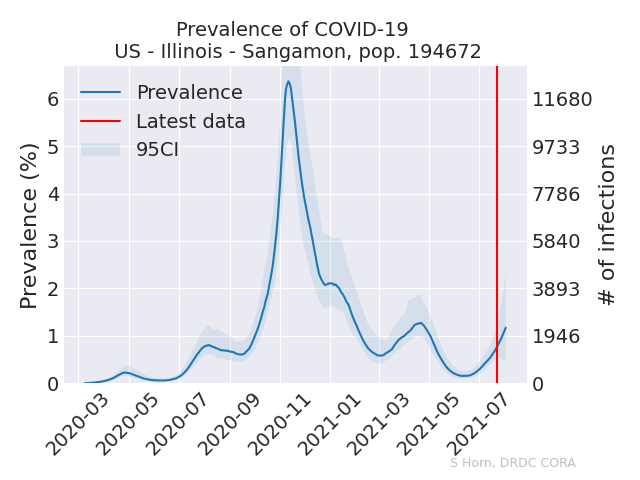 Prevalence of COVID-19
US - Illinois - Sangamon, pop. 194672
Prevalence
Latest data
95CI
Prevalence (%)
6
5
4
3
2
1
0
11680
9733
7786
5840
3893
1946
0
# of infections
2020-03
2020-05
2020-07
2020-09
2020-11
2021-01
2021-03
2021-05
2021-07
S Horn, DRDC CORA